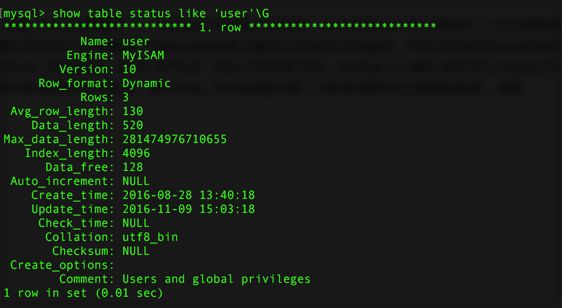 [mysql> show table status like 'user'\G
*************************** 1. row ***************************
Name: user
Engine: MyISAM
Version: 10
Row_format: Dynamic
Rows: 3
Avg_row_length: 130
Data_length: 520
Max_data_length: 281474976710655
Index_length: 4096
Data_free: 128
Auto_increment: NULL
Create_time: 2016-08-28 13:40:18
Update_time: 2016-11-09 15:03:18
Check_time: NULL
Collation: utf8_bin
Checksum: NULL
Create_options:
Comment: Users and global privileges
1 row in set (0.01 sec)